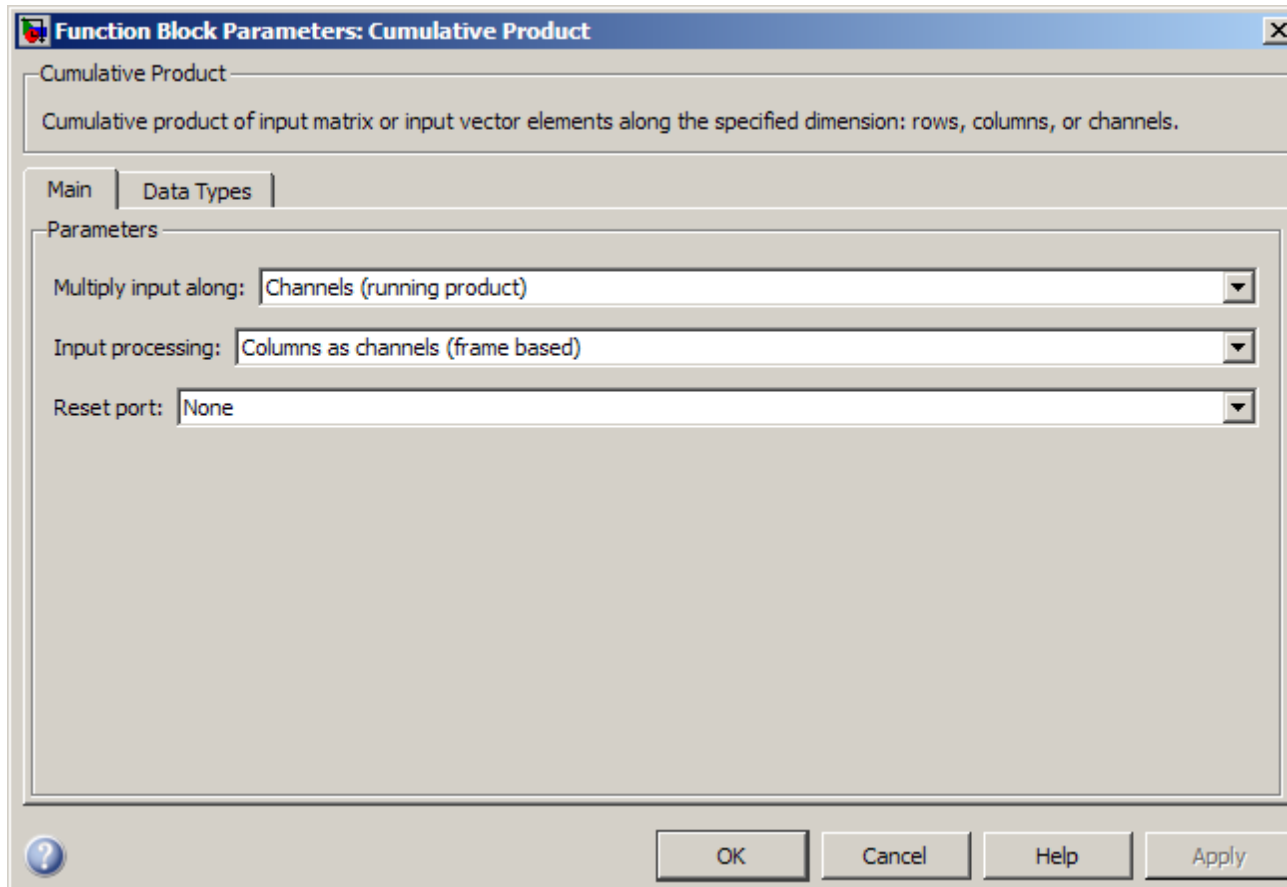 Function Block Parameters: Cumulative Product
Cumulative Product
Cumulative product of input matrix or input vector elements along the specified dimension: rows, columns, or channels.
Main Data Types
Parameters
Multiply input along: Channels (running product)
Input processing: Columns as channels (frame based)
Reset port: None
OK Cancel Help Apply